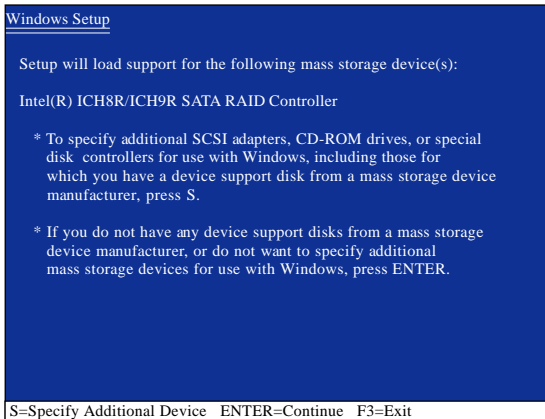 Windows Setup
Setup will load support for the following mass storage device(s):
Intel(R) ICH8R/ICH9R SATA RAID Controller
* To specify additional SCSI adapters, CD-ROM drives, or special
disk controllers for use with Windows, including those for
which you have a device support disk from a mass storage device
manufacturer, press S.
* If you do not have any device support disks from a mass storage
device manufacturer, or do not want to specify additional
mass storage devices for use with Windows, press ENTER.
S=Specify Additional Device ENTER=Continue F3=Exit